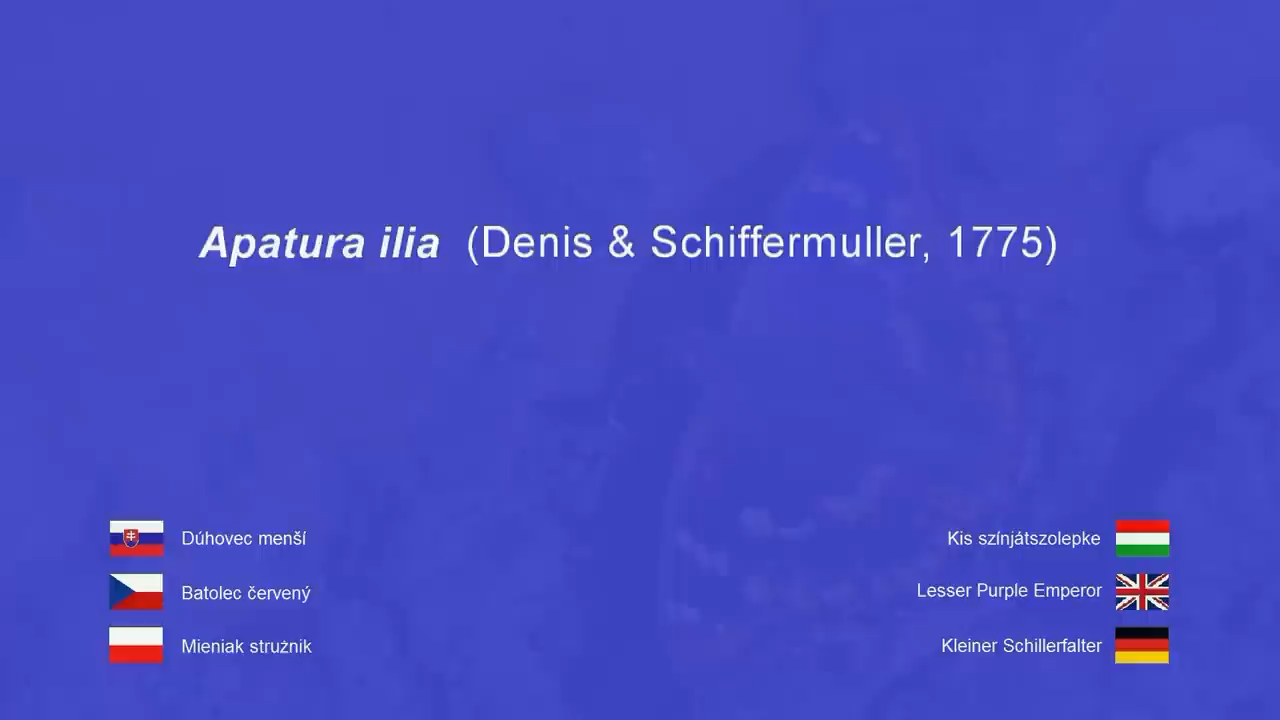 Apatura ilia (Denis & Schiffermuller, 1775)
Dúhovec menší
Batolec červený
Mieniak strużnik
Kis színjátszolepke
Lesser Purple Emperor
Kleiner Schillerfalter